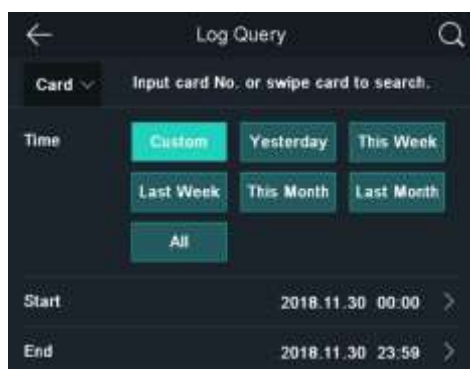 Log Query
Card Input card No. or swipe card to search.
Time Custom Yesterday This Week
Last Week This Month Last Month
All
Start 2018.11.30 00:00
End 2018.11.30 23:59